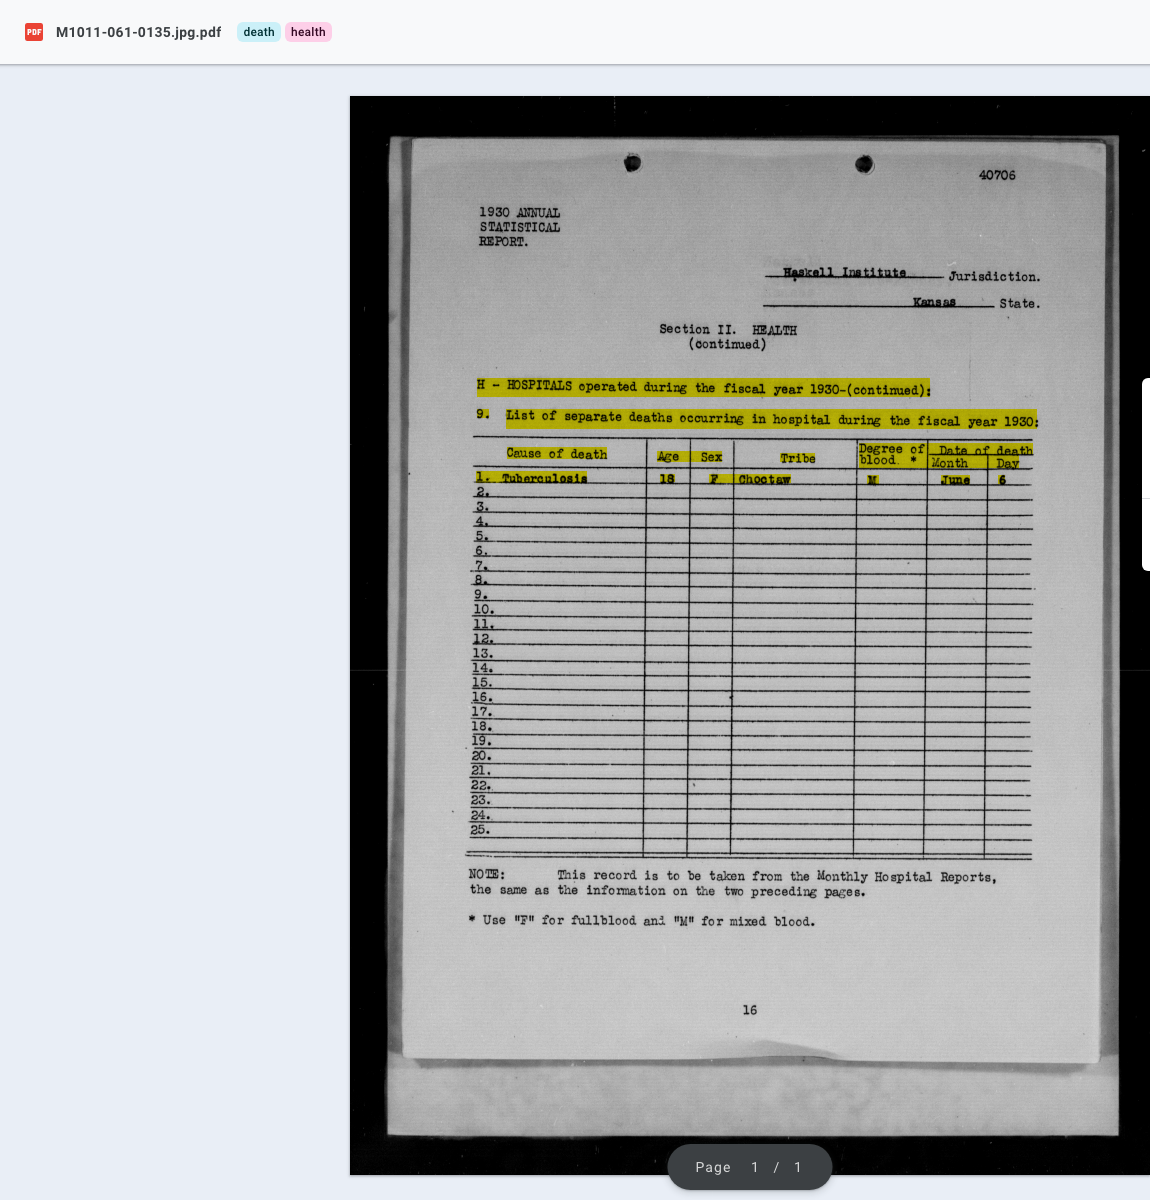 M1011-061-0135.jpg.pdf death health
40706
1930 ANNUAL
STATISTICAL
REPORT.
Haskell Institute Jurisdiction.
Kansas State.
Section II. HEALTH
(continued)
H - HOSPITALS operated during the fiscal year 1930-(continued):
9. List of separate deaths occurring in hospital during the fiscal year 1930:
Cause of death Age Sex Tribe Degree of blood. * Date of death Month Day
1. Tuberculosis 18 F Choctaw M June 6
2.
3.
4.
5.
6.
7.
8.
9.
10.
11.
12.
13.
14.
15.
16.
17.
18.
19.
20.
21.
22.
23.
24.
25.
NOTE: This record is to be taken from the Monthly Hospital Reports,
the same as the information on the two preceding pages.
* Use "F" for fullblood and "M" for mixed blood.
16
Page 1 / 1